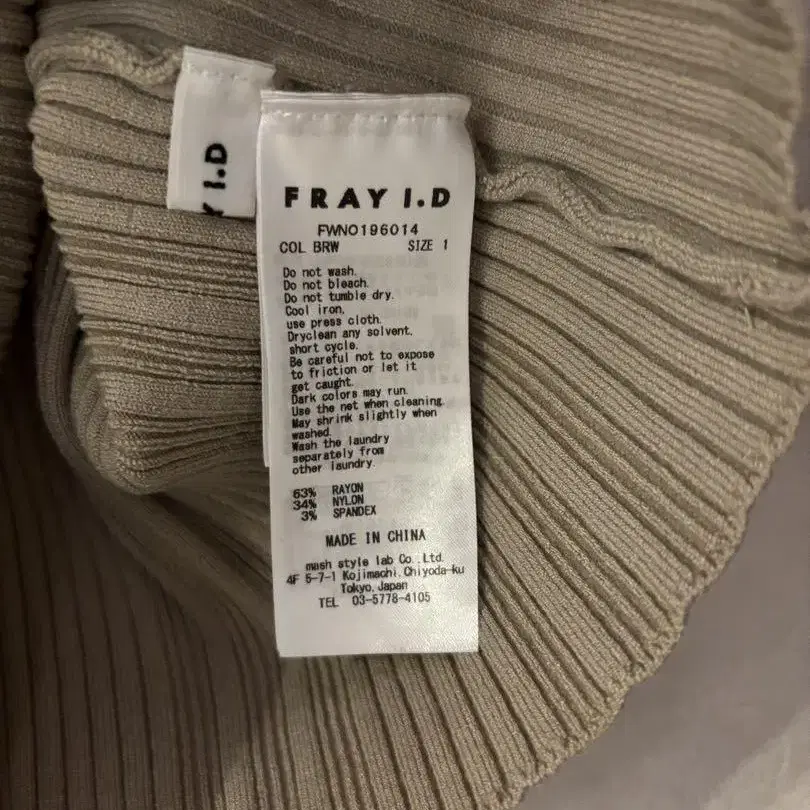 Y I.D
FRAY I.D
FWNO196014
COL BRW SIZE 1
Do not wash.
Do not bleach.
Do not tumble dry.
Cool iron,
use press cloth.
Dryclean any solvent,
short cycle.
Be careful not to expose
to friction or let it
get caught.
Dark colors may run.
Use the net when cleaning.
May shrink slightly when
washed.
Wash the laundry
separately from
other laundry.
63% RAYON
34% NYLON
3% SPANDEX
MADE IN CHINA
mash style lab Co.,Ltd.
4F 5-7-1 Kojimachi,Chiyoda-ku
Tokyo,Japan
TEL 03-5778-4105